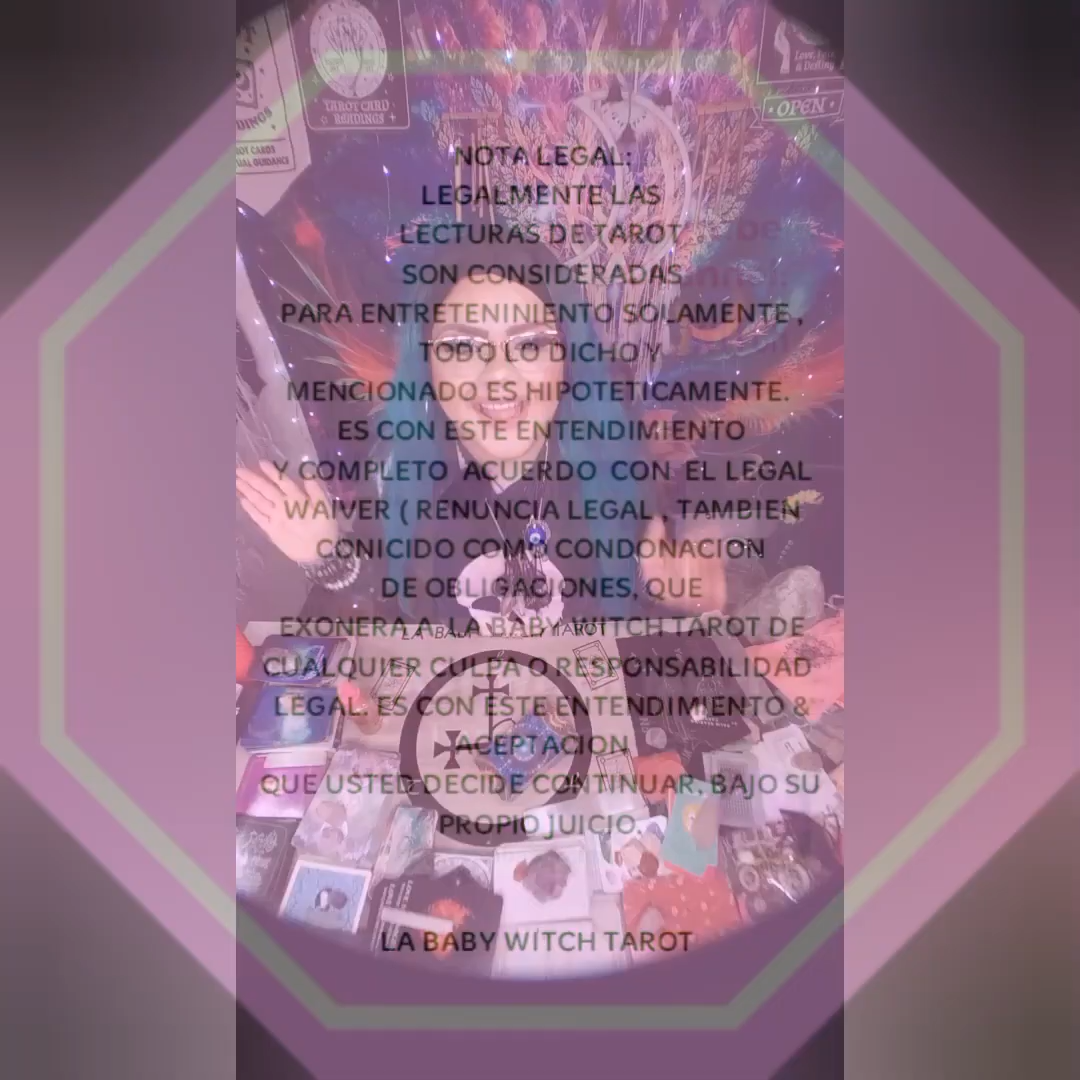 TAROT CARD
READINGS
Love,
& Destiny
OPEN
NOTA LEGAL:
LEGALMENTE LAS
LECTURAS DE TAROT
SON CONSIDERADAS
PARA ENTRETENINIENTO SOLAMENTE ,
TODO LO DICHO Y
MENCIONADO ES HIPOTETICAMENTE.
ES CON ESTE ENTENDIMIENTO
Y COMPLETO ACUERDO CON EL LEGAL
WAIVER ( RENUNCIA LEGAL , TAMBIEN
CONICIDO COMO CONDONACION
DE OBLIGACIONES, QUE
EXONERA A LA BABY WITCH TAROT DE
CUALQUIER CULPA O RESPONSABILIDAD
LEGAL. ES CON ESTE ENTENDIMIENTO &
ACEPTACION
QUE USTED DECIDE CONTINUAR. BAJO SU
PROPIO JUICIO.
LA BABY WITCH TAROT